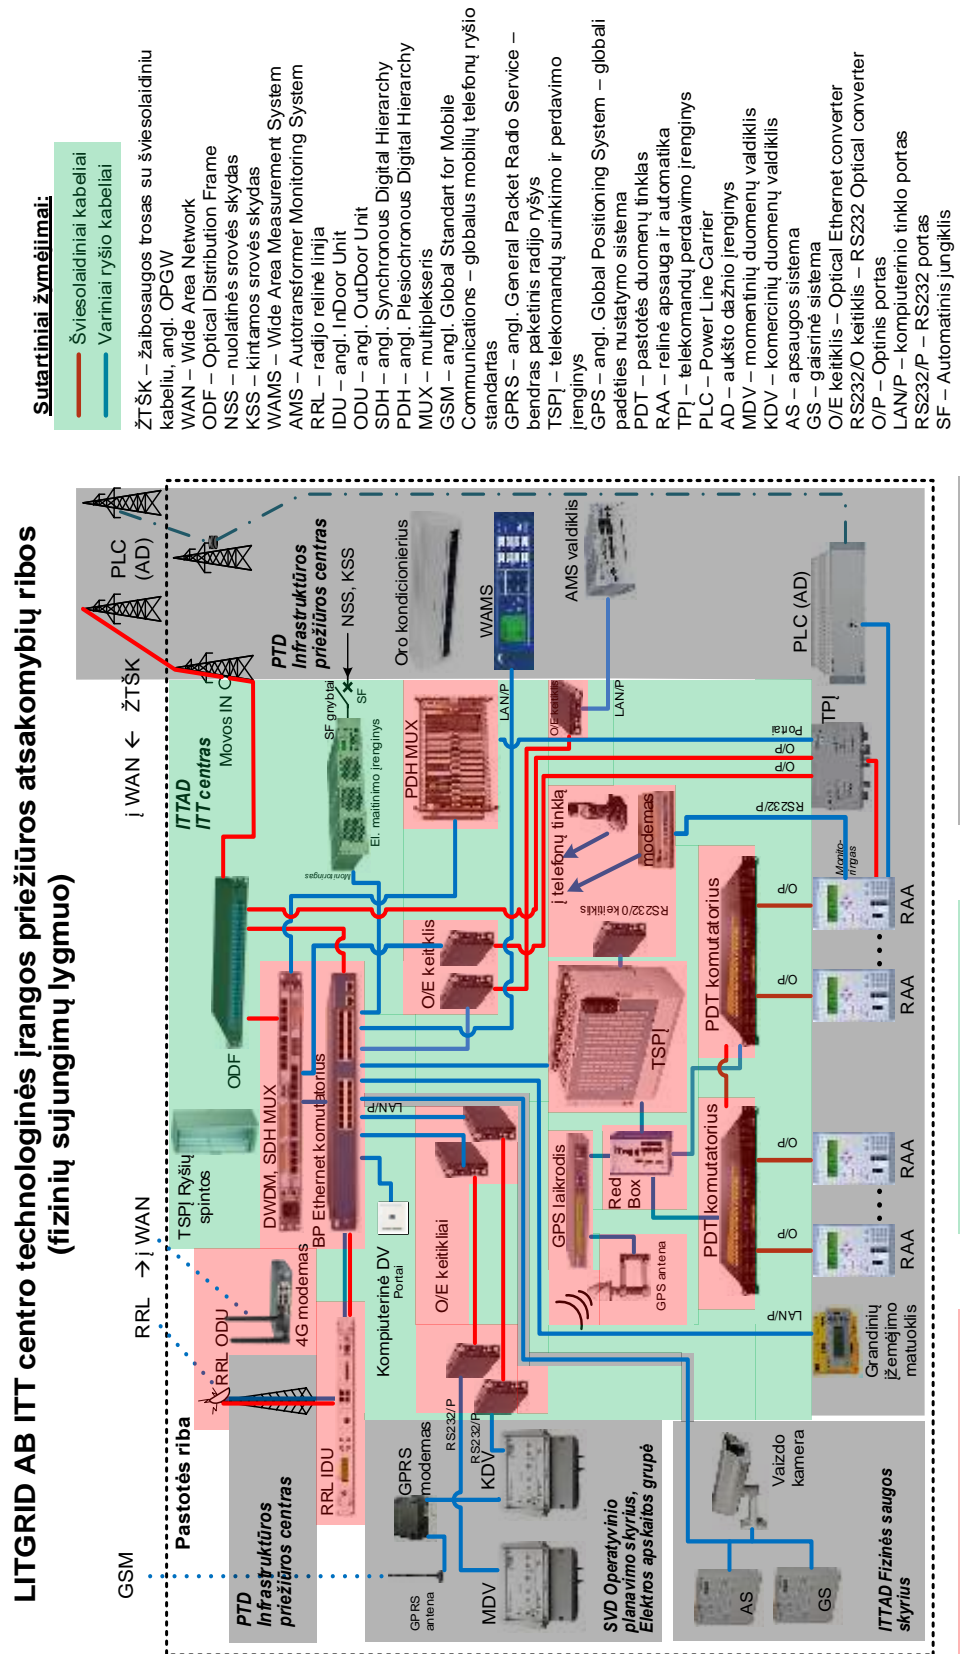 LITGRID AB ITT centro technologinės įrangos priežiūros atsakomybių ribos
(fizinių sujungimų lygmuo)
Sutartiniai žymėjimai:
Šviesolaidiniai kabeliai
Variniai ryšio kabeliai
ŽTŠK – žaibosaugos trosas su šviesolaidiniu
kabeliu, angl. OPGW
WAN – Wide Area Network
ODF – Optical Distribution Frame
NSS – nuolatinės srovės skydas
KSS – kintamos srovės skydas
WAMS – Wide Area Measurement System
AMS – Autotransformer Monitoring System
RRL – radijo relinė linija
IDU – angl. InDoor Unit
ODU – angl. OutDoor Unit
SDH – angl. Synchronous Digital Hierarchy
PDH – angl. Plesiochronous Digital Hierarchy
MUX – multiplekseris
GSM – angl. Global Standart for Mobile
Communications – globalus mobilių telefonų ryšio
standartas
GPRS – angl. General Packet Radio Service –
bendras paketinis radijo ryšys
TSPĮ – telekomandų surinkimo ir perdavimo
įrenginys
GPS – angl. Global Positioning System – globali
padėties nustatymo sistema
PDT – pastotės duomenų tinklas
RAA – relinė apsauga ir automatika
TPĮ – telekomandų perdavimo įrenginys
PLC – Power Line Carrier
AD – aukšto dažnio įrenginys
MDV – momentinių duomenų valdiklis
KDV – komercinių duomenų valdiklis
AS – apsaugos sistema
GS – gaisrinė sistema
O/E keitiklis – Optical Ethernet converter
RS232/O keitiklis – RS232 Optical converter
O/P – Optinis portas
LAN/P – kompiuterinio tinklo portas
RS232/P – RS232 portas
SF – Automatinis jungiklis
GSM
RRL
→ į WAN
į WAN ← ŽTŠK
PLC
(AD)
Pastotės riba
RRL ODU
4G modemas
TSPĮ Ryšių
spintos
ODF
ITTAD
ITT centras
Movos IN
PTD
Infrastruktūros
priežiūros centras
PTD
Infrastruktūros
priežiūros centras
NSS, KSS
SF gnybtai
SF
El. maitinimo įrenginys
Monitoringas
RRL IDU
DWDM, SDH MUX
BP Ethernet komutatorius
LAN/P
Kompiuterinė DV
Portai
Oro kondicionierius
PDH MUX
WAMS
LAN/P
GPRS
modemas
GPRS
antena
RS232/P
RS232/P
O/E keitikliai
O/E keitiklis
O/E keitiklis
AMS valdiklis
LAN/P
MDV
KDV
SVD Operatyvinio
planavimo skyrius,
Elektros apskaitos grupė
GPS laikrodis
GPS antena
Red
Box
TSPĮ
RS232/0 keitiklis
į telefonų tinklą
modemas
RS232/P
PDT komutatorius
PDT komutatorius
O/P
O/P
O/P
O/P
LAN/P
O/P
O/P
Portai
TPĮ
PLC (AD)
Monito-
ringas
Vaizdo
kamera
AS
GS
ITTAD Fizinės saugos
skyrius
Grandinių
įžemėjimo
matuoklis
RAA
RAA
RAA
RAA